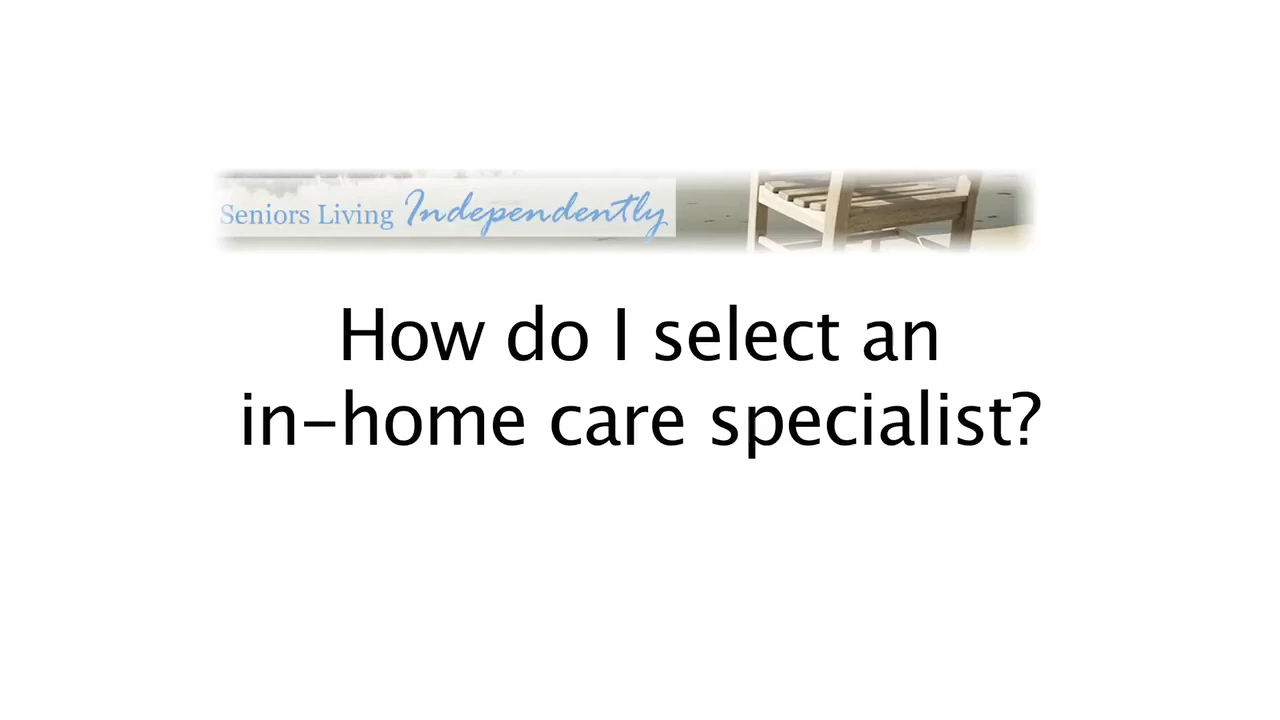 Seniors Living Independently
How do I select an
in-home care specialist?